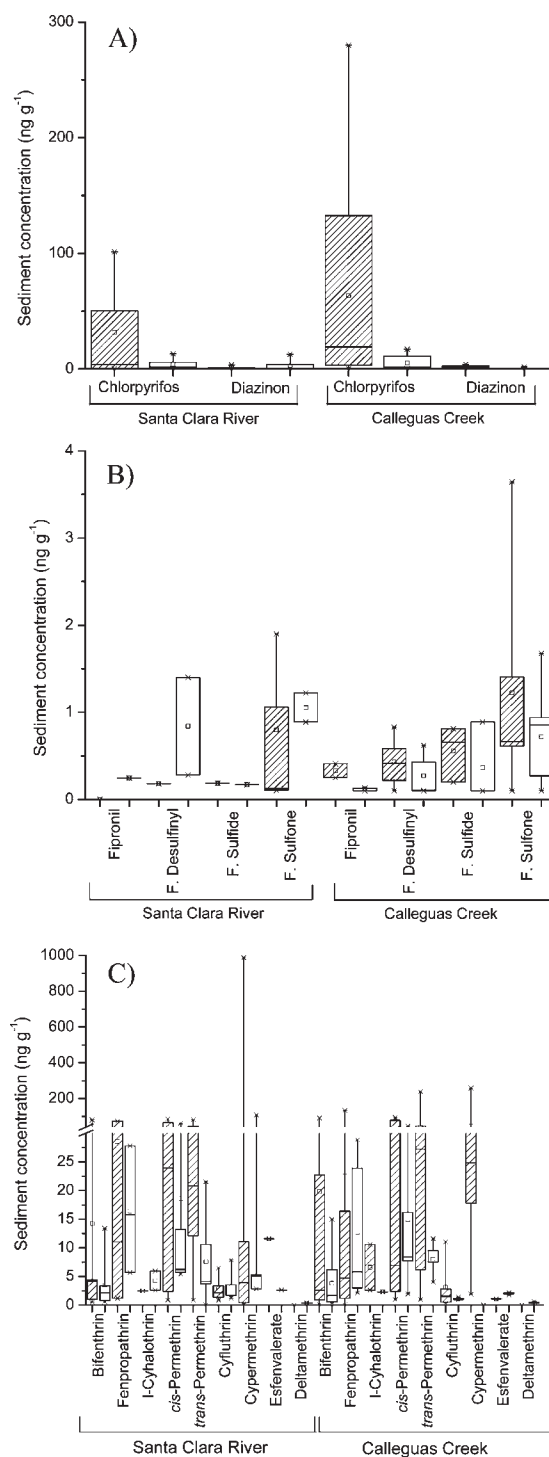 A)
Sediment concentration (ng g-1)
300
200
100
0
Chlorpyrifos Diazinon Chlorpyrifos Diazinon
Santa Clara River Calleguas Creek
B)
Sediment concentration (ng g-1)
4
3
2
1
0
Fipronil
F. Desulfinyl
F. Sulfide
F. Sulfone
Fipronil
F. Desulfinyl
F. Sulfide
F. Sulfone
Santa Clara River Calleguas Creek
C)
Sediment concentration (ng g-1)
1000
800
600
400
200
25
20
15
10
5
0
Bifenthrin
Fenpropathrin
l-Cyhalothrin
cis-Permethrin
trans-Permethrin
Cyfluthrin
Cypermethrin
Esfenvalerate
Deltamethrin
Bifenthrin
Fenpropathrin
l-Cyhalothrin
cis-Permethrin
trans-Permethrin
Cyfluthrin
Cypermethrin
Esfenvalerate
Deltamethrin
Santa Clara River Calleguas Creek